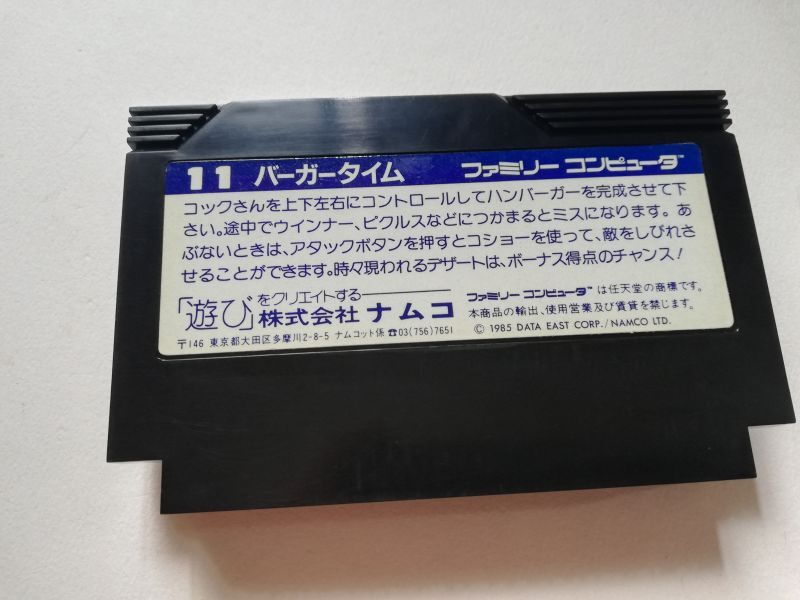 11 バーガータイム ファミリー コンピュータ™
コックさんを上下左右にコントロールしてハンバーガーを完成させて下
さい。途中でウインナー、ピクルスなどにつかまるとミスになります。あ
ぶないときは、アタックボタンを押すとコショーを使って、敵をしびれさ
せることができます。時々現われるデザートは、ボーナス得点のチャンス!
「遊び」をクリエイトする
株式会社 ナムコ
〒146 東京都大田区多摩川2-8-5 ナムコット係 ☎03(756)7651
ファミリー コンピュータ™ は任天堂の商標です。
本商品の輸出、使用営業及び賃貸を禁じます。
© 1985 DATA EAST CORP./NAMCO LTD.